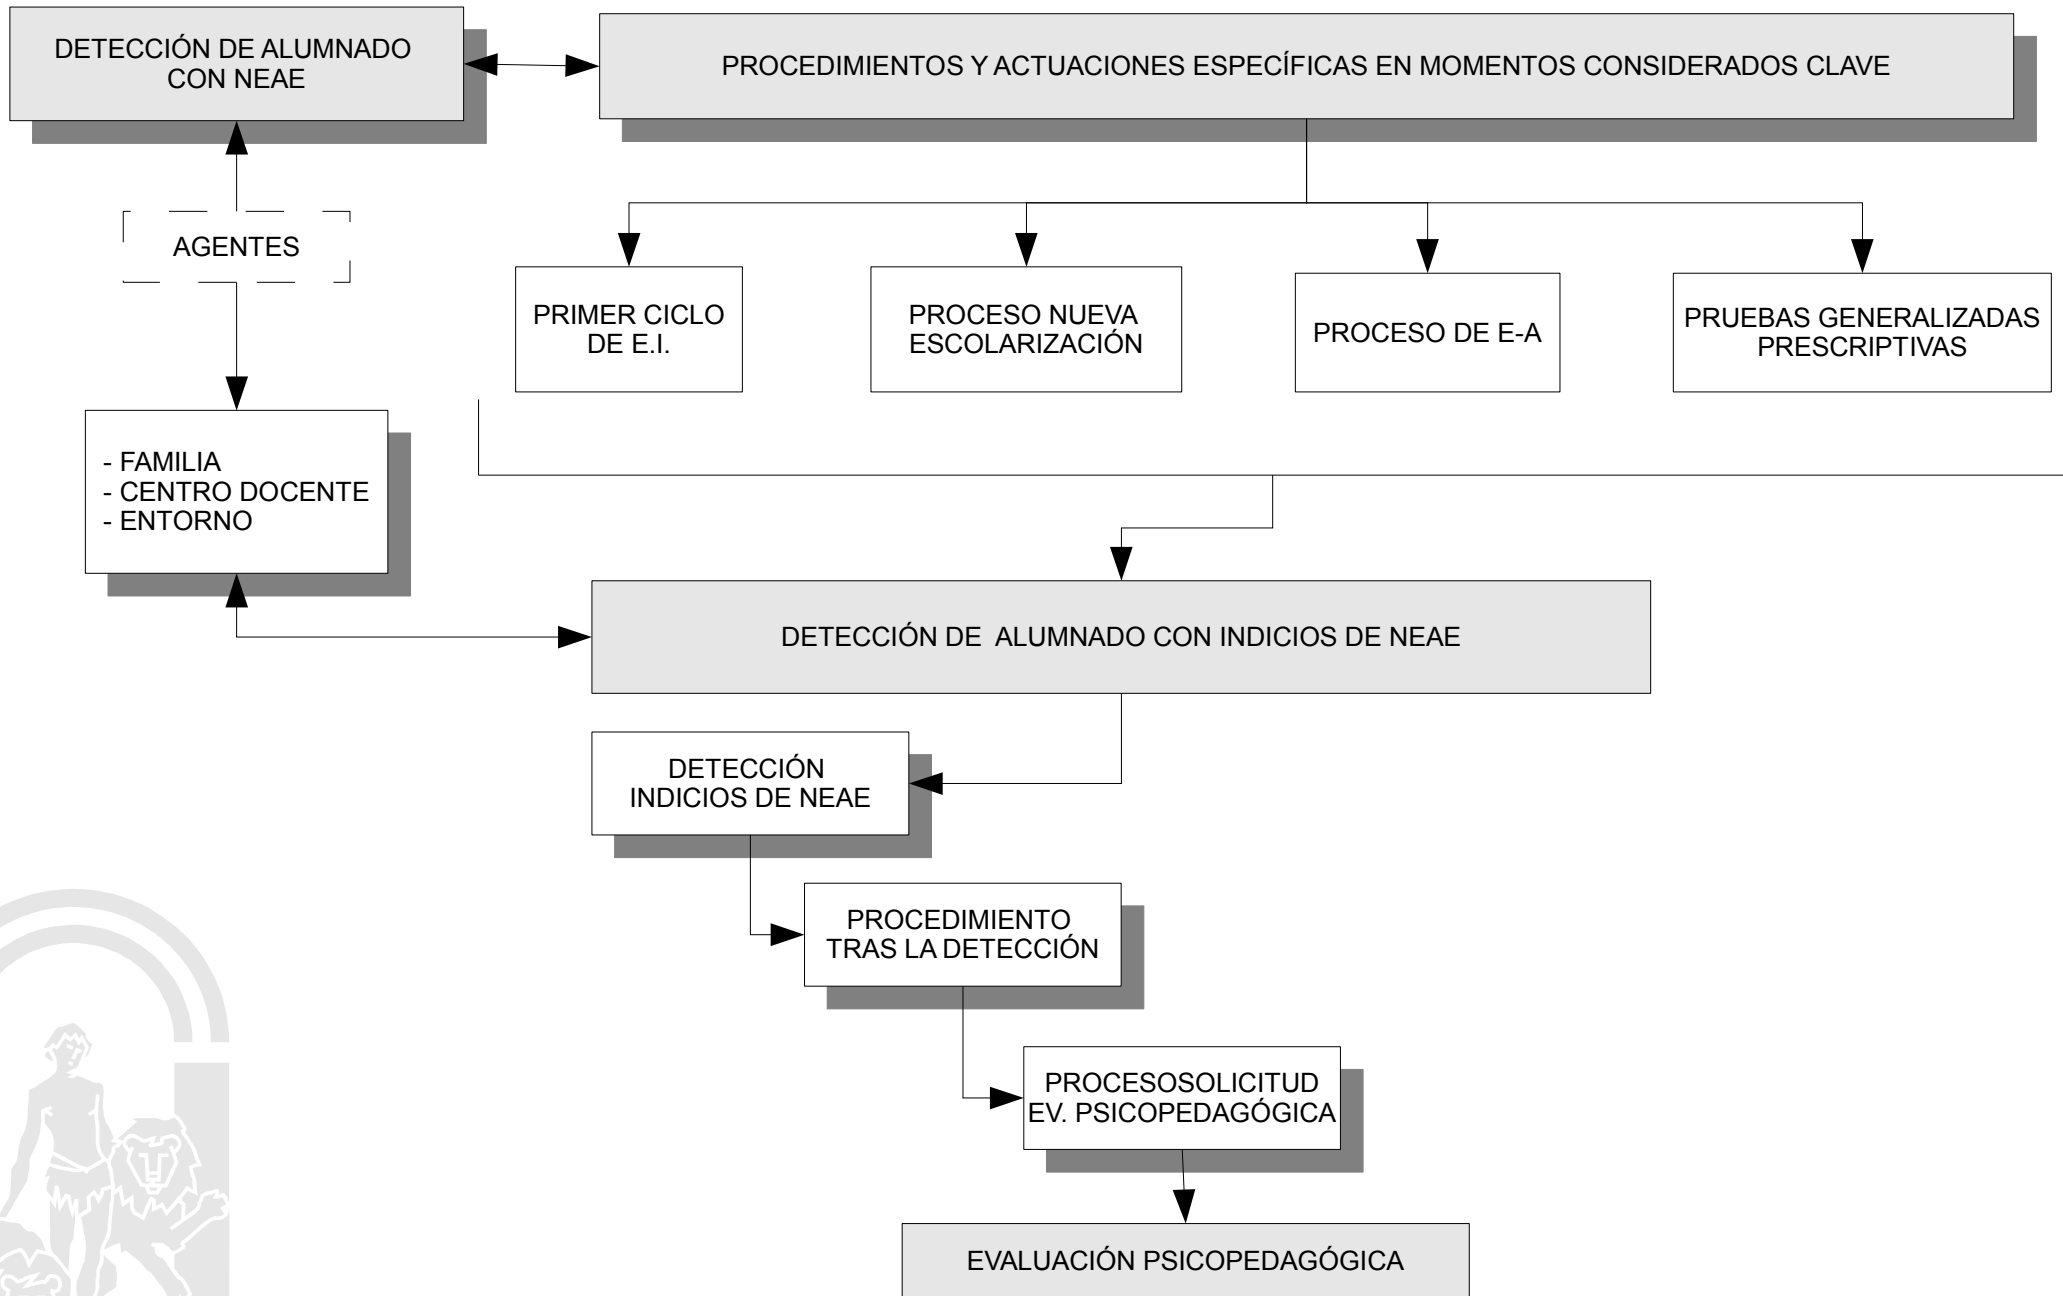 DETECCIÓN DE ALUMNADO
CON NEAE
PROCEDIMIENTOS Y ACTUACIONES ESPECÍFICAS EN MOMENTOS CONSIDERADOS CLAVE
AGENTES
PRIMER CICLO
DE E.I.
PROCESO NUEVA
ESCOLARIZACIÓN
PROCESO DE E-A
PRUEBAS GENERALIZADAS
PRESCRIPTIVAS
- FAMILIA
- CENTRO DOCENTE
- ENTORNO
DETECCIÓN DE ALUMNADO CON INDICIOS DE NEAE
DETECCIÓN
INDICIOS DE NEAE
PROCEDIMIENTO
TRAS LA DETECCIÓN
PROCESOSOLICITUD
EV. PSICOPEDAGÓGICA
EVALUACIÓN PSICOPEDAGÓGICA